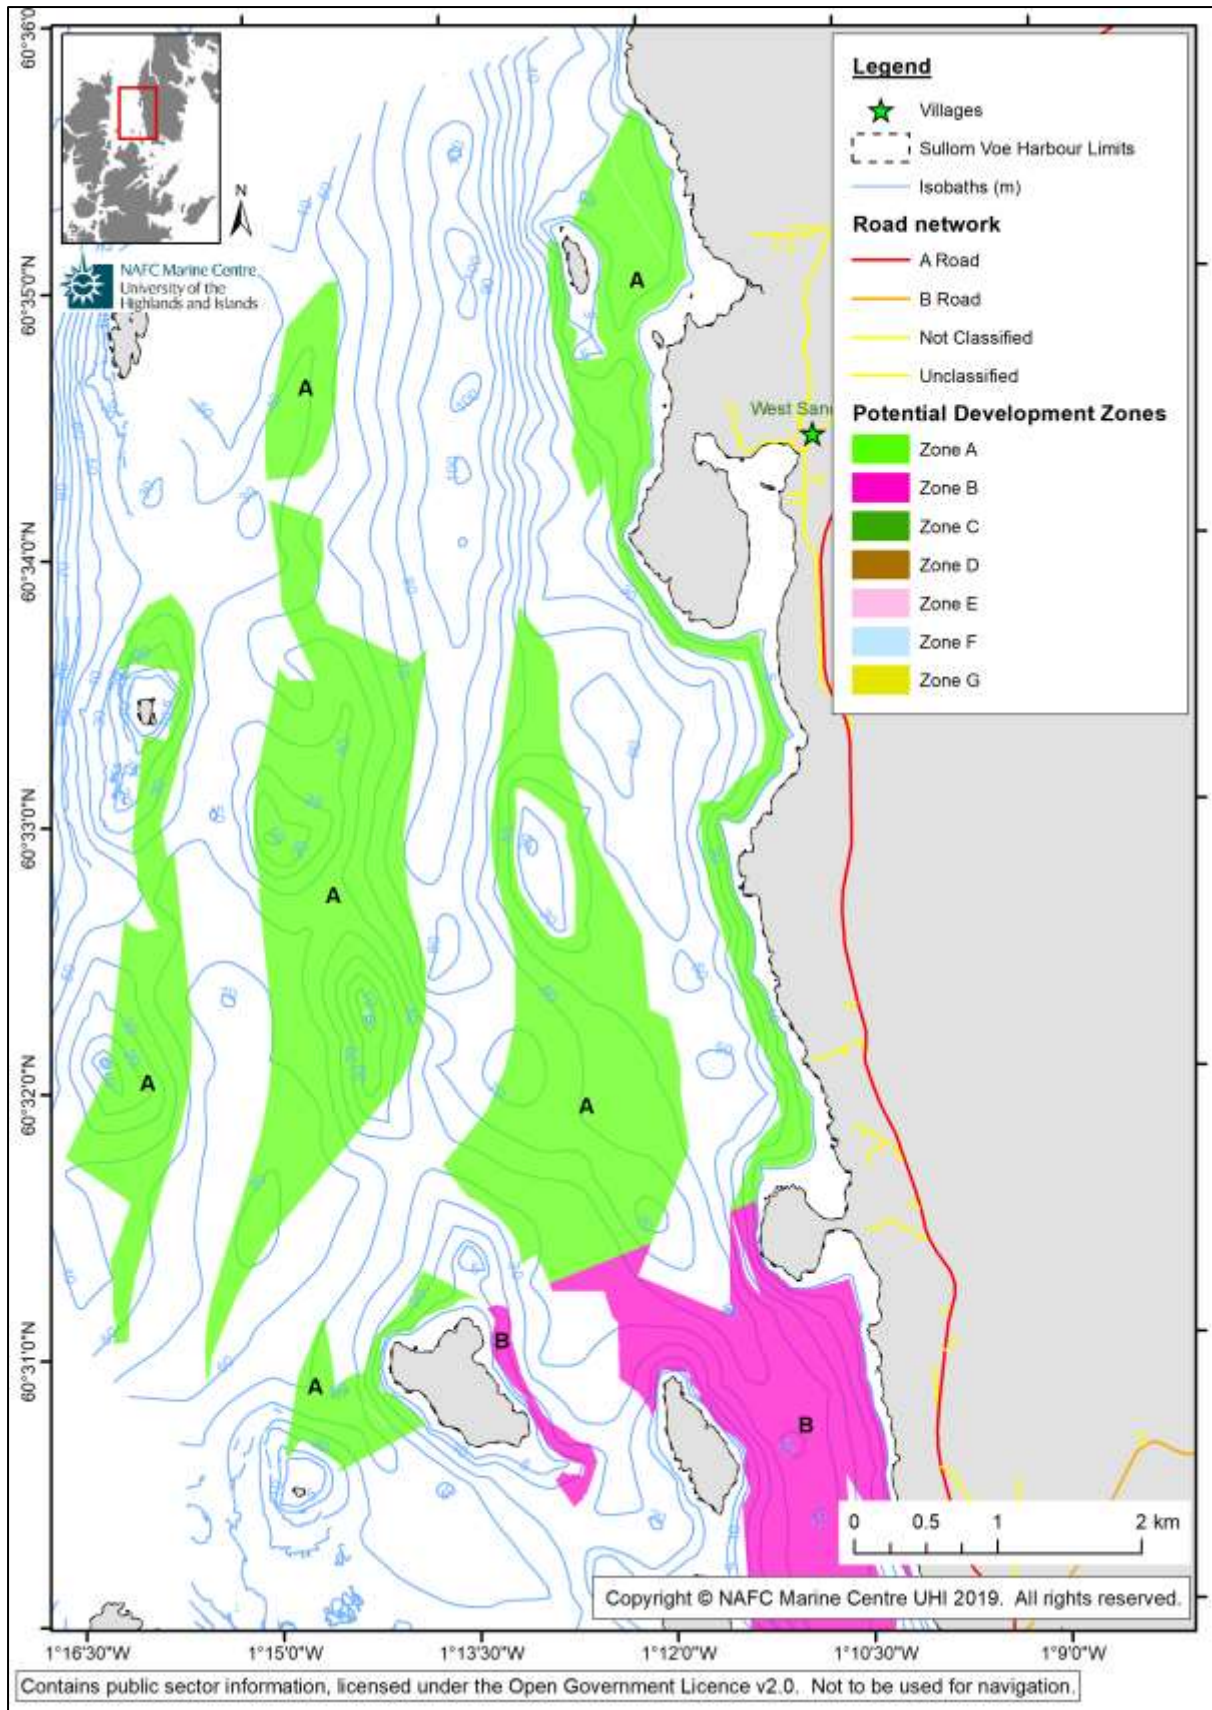 60°36'0"N
60°35'0"N
60°34'0"N
60°33'0"N
60°32'0"N
60°31'0"N
N
NAFC Marine Centre
University of the
Highlands and Islands
Legend
Villages
Sullom Voe Harbour Limits
Isobaths (m)
Road network
A Road
B Road
Not Classified
Unclassified
Potential Development Zones
Zone A
Zone B
Zone C
Zone D
Zone E
Zone F
Zone G
West San
A
A
A
A
A
A
B
B
0 0.5 1 2 km
Copyright © NAFC Marine Centre UHI 2019. All rights reserved.
1°16'30"W 1°15'0"W 1°13'30"W 1°12'0"W 1°10'30"W 1°9'0"W
Contains public sector information, licensed under the Open Government Licence v2.0. Not to be used for navigation.